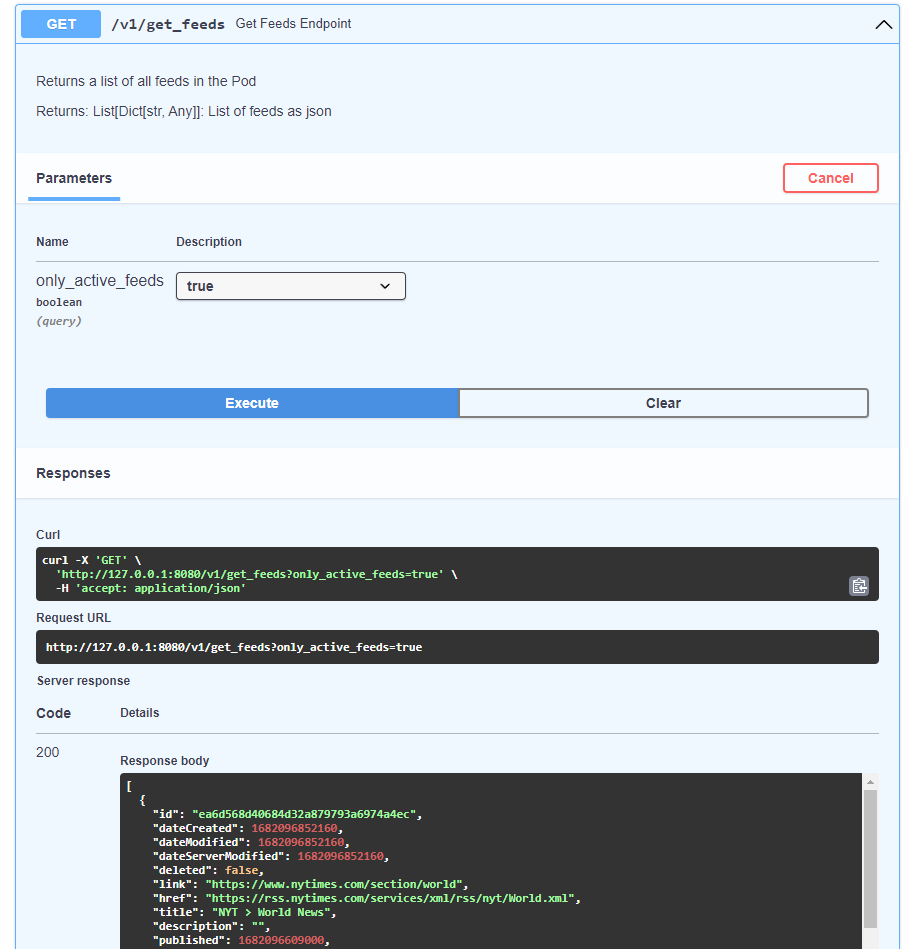 GET /v1/get_feeds Get Feeds Endpoint
Returns a list of all feeds in the Pod
Returns: List[Dict[str, Any]]: List of feeds as json
Parameters Cancel
Name Description
only_active_feeds true
boolean
(query)
Execute Clear
Responses
Curl
curl -X 'GET' \
  'http://127.0.0.1:8080/v1/get_feeds?only_active_feeds=true' \
  -H 'accept: application/json'
Request URL
http://127.0.0.1:8080/v1/get_feeds?only_active_feeds=true
Server response
Code Details
200
Response body
[
  {
    "id": "ea6d568d40684d32a879793a6974a4ec",
    "dateCreated": 1682096852160,
    "dateModified": 1682096852160,
    "dateServerModified": 1682096852160,
    "deleted": false,
    "link": "https://www.nytimes.com/section/world",
    "href": "https://rss.nytimes.com/services/xml/rss/nyt/World.xml",
    "title": "NYT > World News",
    "description": "",
    "published": 1682096609000,